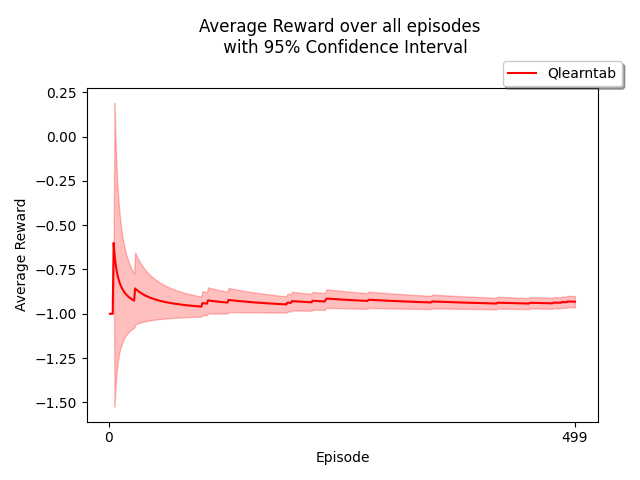 Average Reward over all episodes
with 95% Confidence Interval
Qlearntab
0.25
0.00
−0.25
−0.50
−0.75
−1.00
−1.25
−1.50
Average Reward
0
499
Episode